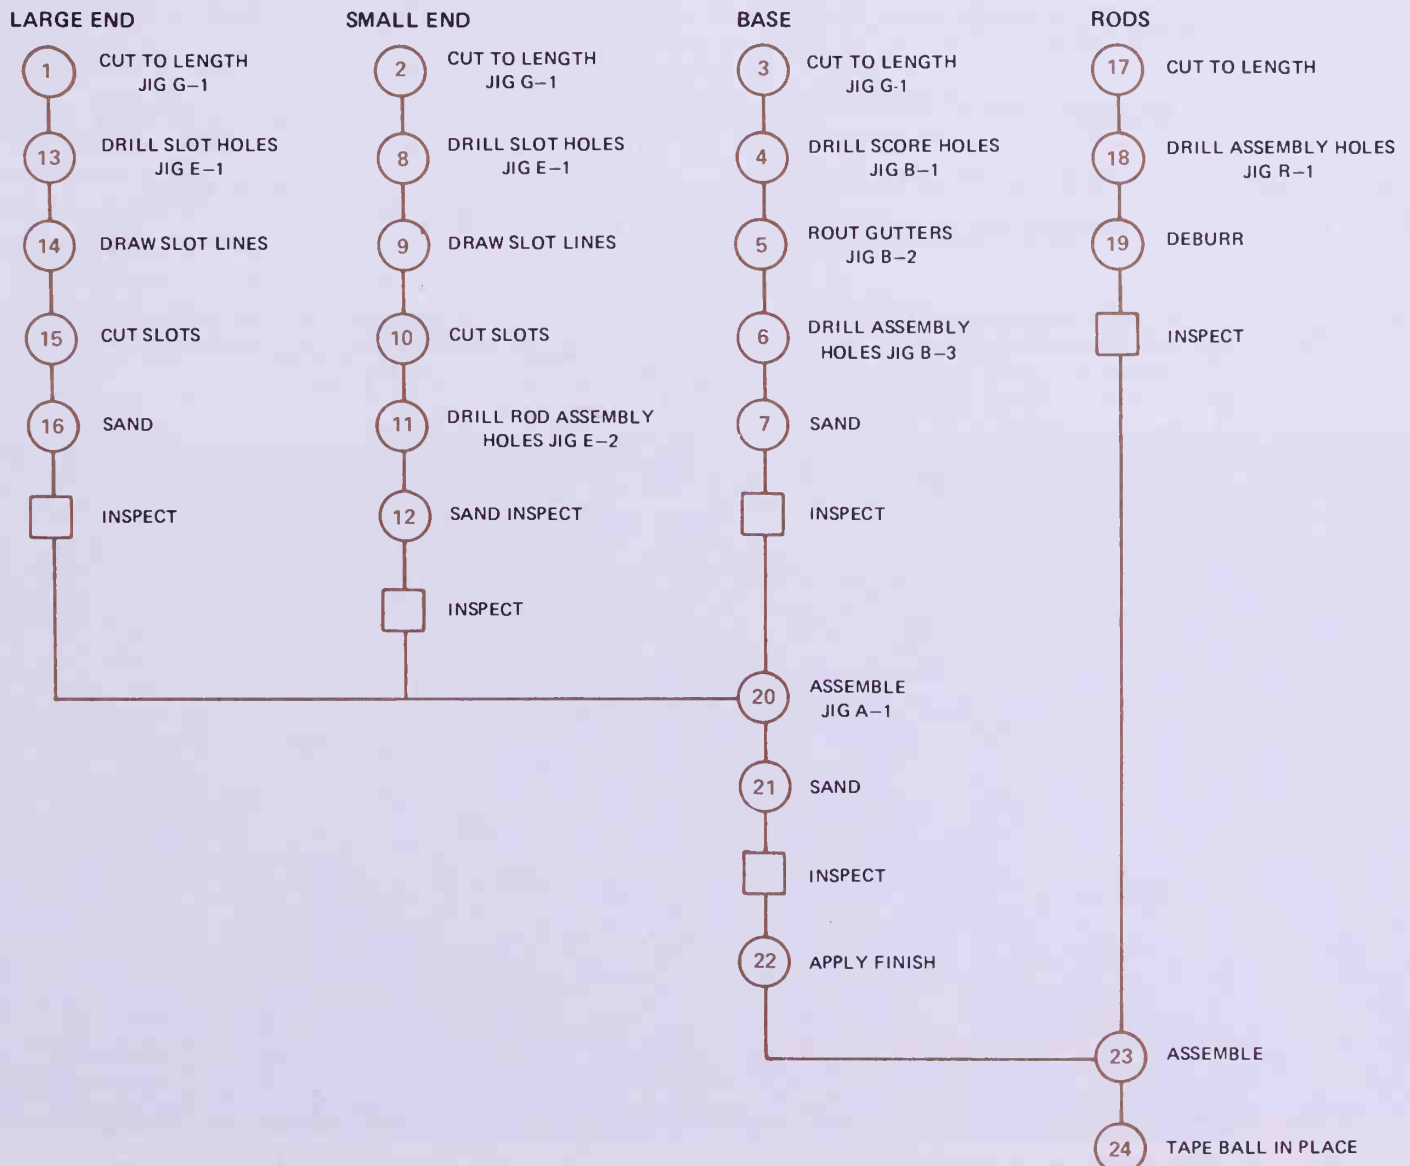 LARGE END
1
CUT TO LENGTH
JIG G–1
13
DRILL SLOT HOLES
JIG E–1
14
DRAW SLOT LINES
15
CUT SLOTS
16
SAND
INSPECT
SMALL END
2
CUT TO LENGTH
JIG G–1
8
DRILL SLOT HOLES
JIG E–1
9
DRAW SLOT LINES
10
CUT SLOTS
11
DRILL ROD ASSEMBLY
HOLES JIG E–2
12
SAND INSPECT
INSPECT
BASE
3
CUT TO LENGTH
JIG G-1
4
DRILL SCORE HOLES
JIG B–1
5
ROUT GUTTERS
JIG B–2
6
DRILL ASSEMBLY
HOLES JIG B–3
7
SAND
INSPECT
20
ASSEMBLE
JIG A–1
21
SAND
INSPECT
22
APPLY FINISH
RODS
17
CUT TO LENGTH
18
DRILL ASSEMBLY HOLES
JIG R–1
19
DEBURR
INSPECT
23
ASSEMBLE
24
TAPE BALL IN PLACE